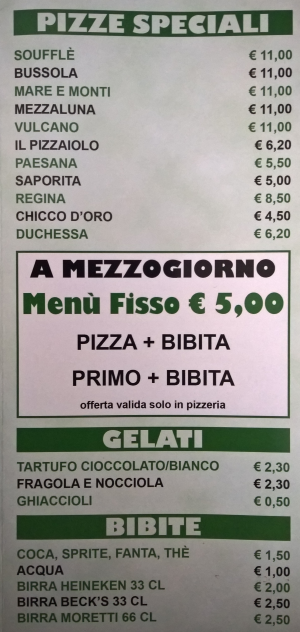 PIZZE SPECIALI
SOUFFLÈ € 11,00
BUSSOLA € 11,00
MARE E MONTI € 11,00
MEZZALUNA € 11,00
VULCANO € 11,00
IL PIZZAIOLO € 6,20
PAESANA € 5,50
SAPORITA € 5,00
REGINA € 8,50
CHICCO D'ORO € 4,50
DUCHESSA € 6,20
A MEZZOGIORNO
Menù Fisso € 5,00
PIZZA + BIBITA
PRIMO + BIBITA
offerta valida solo in pizzeria
GELATI
TARTUFO CIOCCOLATO/BIANCO € 2,30
FRAGOLA E NOCCIOLA € 2,30
GHIACCIOLI € 0,50
BIBITE
COCA, SPRITE, FANTA, THÈ € 1,50
ACQUA € 1,00
BIRRA HEINEKEN 33 CL € 2,00
BIRRA BECK'S 33 CL € 2,50
BIRRA MORETTI 66 CL € 2,50